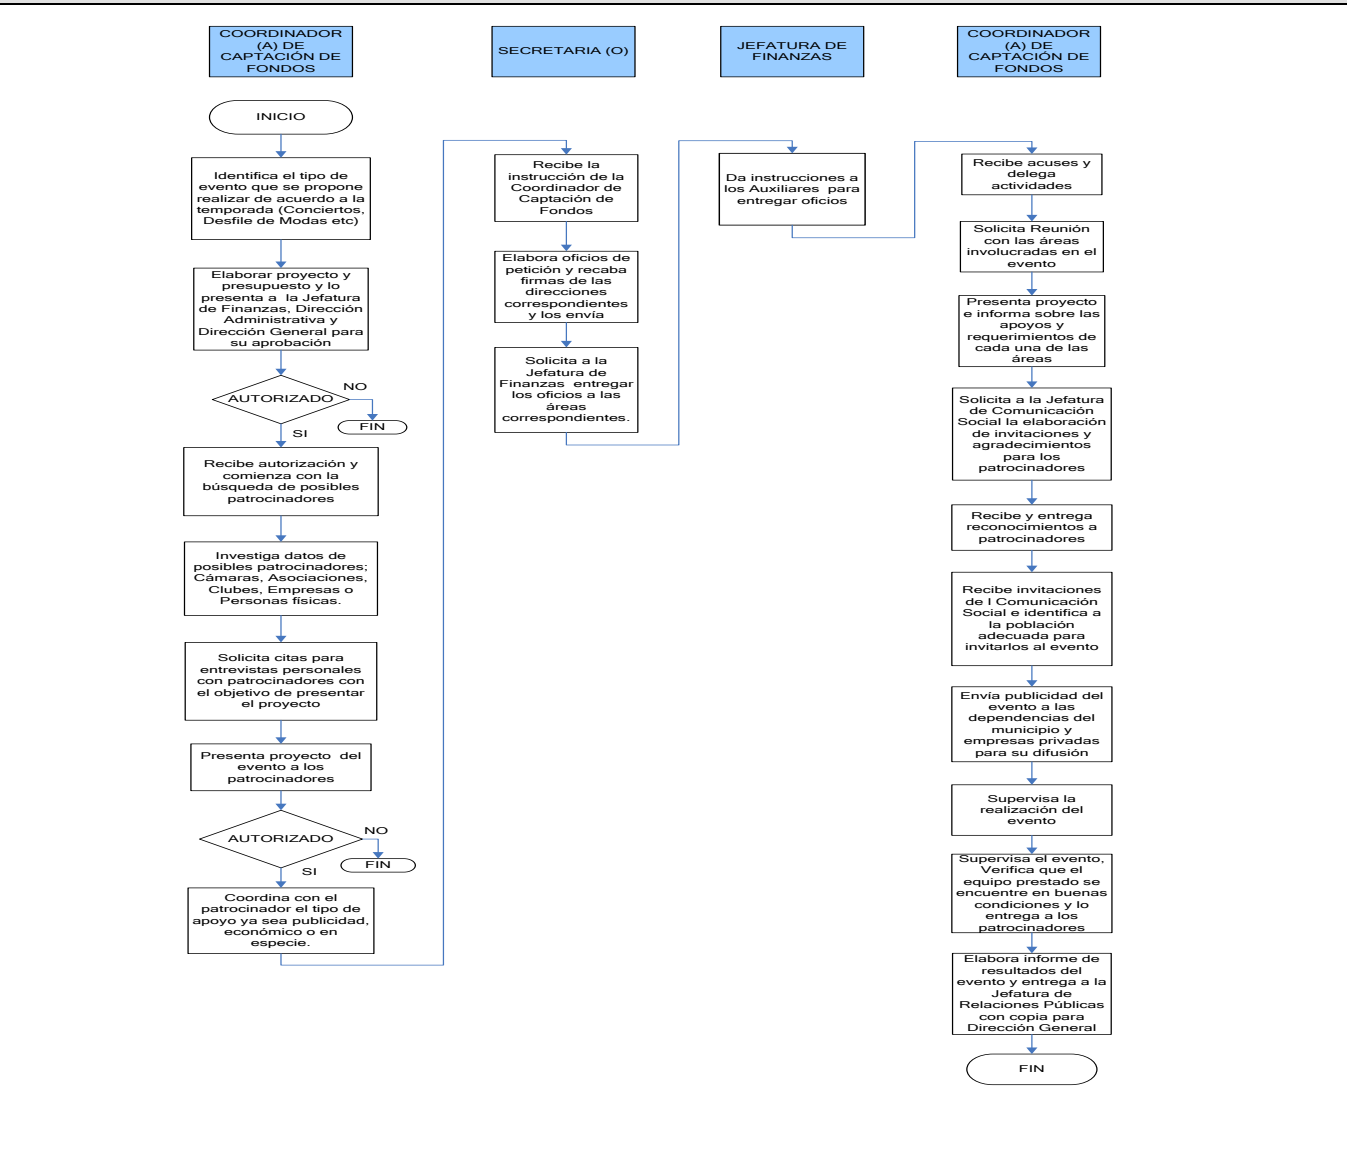 COORDINADOR
(A) DE
CAPTACIÓN DE
FONDOS
SECRETARIA (O)
JEFATURA DE
FINANZAS
COORDINADOR
(A) DE
CAPTACIÓN DE
FONDOS
INICIO
Identifica el tipo de
evento que se propone
realizar de acuerdo a la
temporada (Conciertos,
Desfile de Modas etc)
Elaborar proyecto y
presupuesto y lo
presenta a la Jefatura
de Finanzas, Dirección
Administrativa y
Dirección General para
su aprobación
AUTORIZADO
NO
FIN
SI
Recibe autorización y
comienza con la
búsqueda de posibles
patrocinadores
Investiga datos de
posibles patrocinadores;
Cámaras, Asociaciones,
Clubes, Empresas o
Personas físicas.
Solicita citas para
entrevistas personales
con patrocinadores con
el objetivo de presentar
el proyecto
Presenta proyecto del
evento a los
patrocinadores
AUTORIZADO
NO
FIN
SI
Coordina con el
patrocinador el tipo de
apoyo ya sea publicidad,
económico o en
especie.
Recibe la
instrucción de la
Coordinador de
Captación de
Fondos
Elabora oficios de
petición y recaba
firmas de las
direcciones
correspondientes
y los envía
Solicita a la
Jefatura de
Finanzas entregar
los oficios a las
áreas
correspondientes.
Da instrucciones a
los Auxiliares para
entregar oficios
Recibe acuses y
delega
actividades
Solicita Reunión
con las áreas
involucradas en el
evento
Presenta proyecto
e informa sobre las
apoyos y
requerimientos de
cada una de las
áreas
Solicita a la Jefatura
de Comunicación
Social la elaboración
de invitaciones y
agradecimientos
para los
patrocinadores
Recibe y entrega
reconocimientos a
patrocinadores
Recibe invitaciones
de l Comunicación
Social e identifica a
la población
adecuada para
invitarlos al evento
Envía publicidad del
evento a las
dependencias del
municipio y
empresas privadas
para su difusión
Supervisa la
realización del
evento
Supervisa el evento,
Verifica que el
equipo prestado se
encuentre en buenas
condiciones y lo
entrega a los
patrocinadores
Elabora informe de
resultados del
evento y entrega a la
Jefatura de
Relaciones Públicas
con copia para
Dirección General
FIN